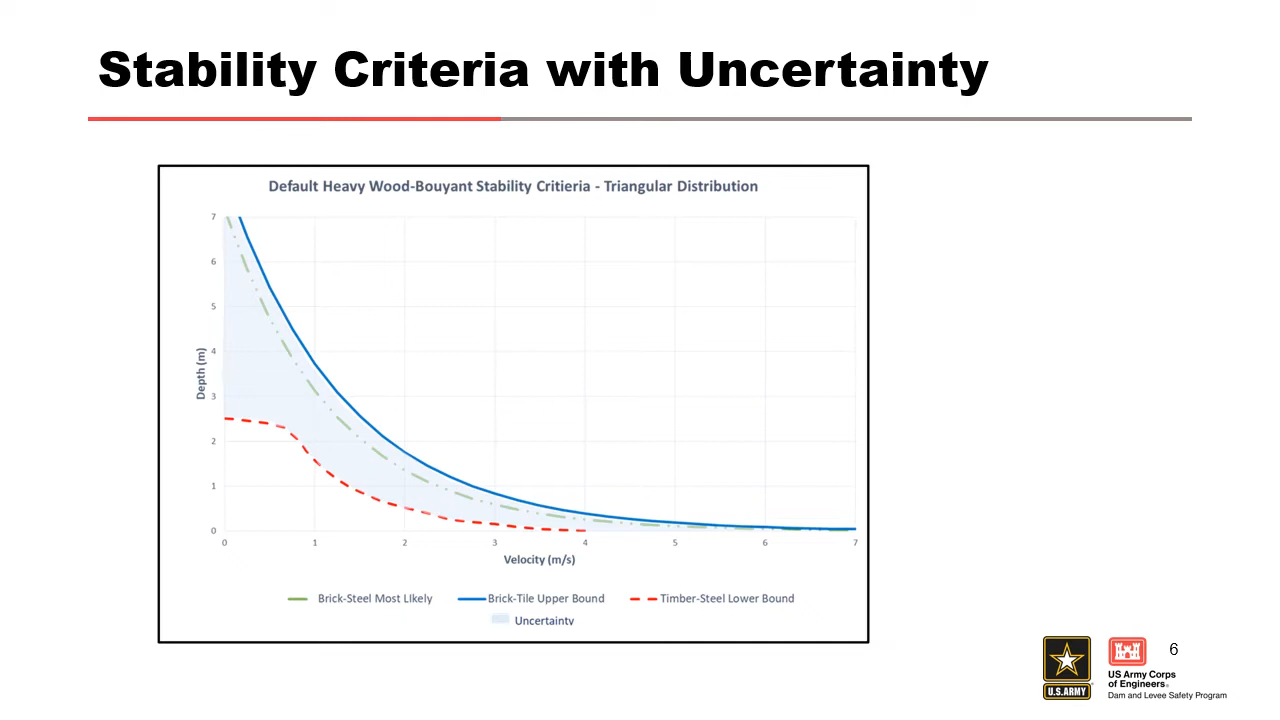 Stability Criteria with Uncertainty
Default Heavy Wood-Bouyant Stability Critieria - Triangular Distribution
7
6
5
4
3
2
1
0
Depth (m)
0 1 2 3 4 5 6 7
Velocity (m/s)
Brick-Steel Most LIkely Brick-Tile Upper Bound Timber-Steel Lower Bound
Uncertainty
6
U.S.ARMY
US Army Corps
of Engineers®
Dam and Levee Safety Program